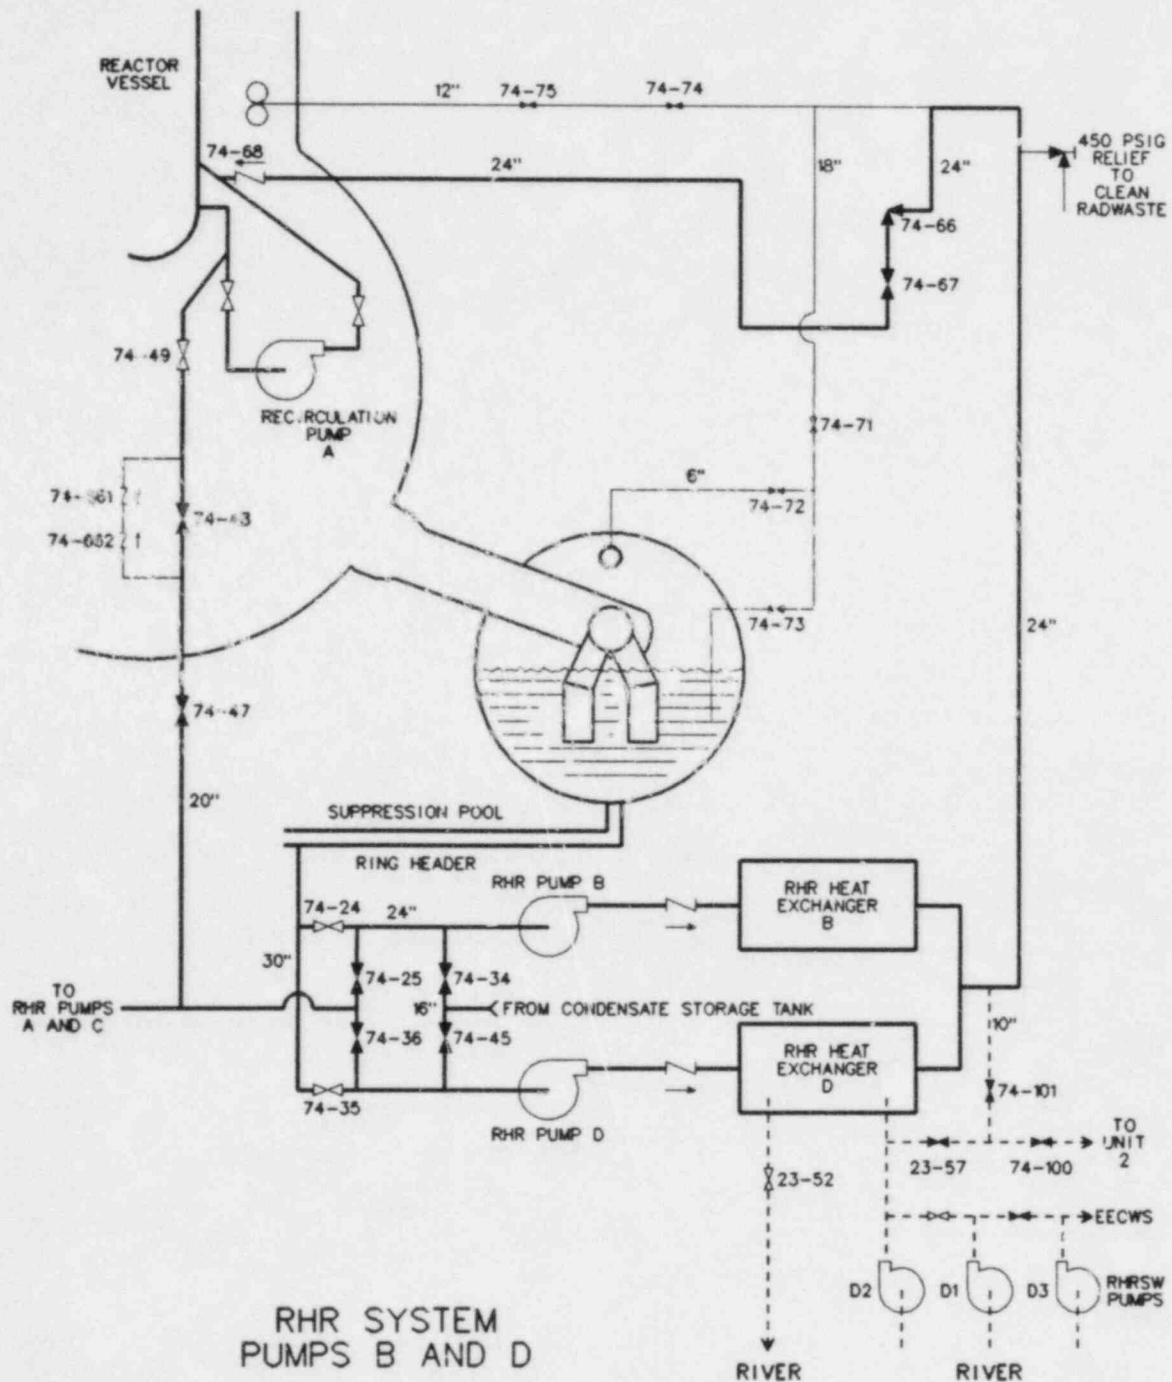 REACTOR
VESSEL
12"
74-75
74-74
74-68
24"
18"
24"
450 PSIG
RELIEF
TO
CLEAN
RADWASTE
74-66
74-67
74-49
RECIRCULATION
PUMP
A
74-71
6"
74-72
74-661
74-662
74-73
24"
74-47
20"
SUPPRESSION POOL
RING HEADER
RHR PUMP B
RHR HEAT
EXCHANGER
B
74-24
24"
30"
74-25
74-34
TO
RHR PUMPS
A AND C
16"
FROM CONDENSATE STORAGE TANK
10"
74-36
74-45
RHR HEAT
EXCHANGER
D
74-35
RHR PUMP D
74-101
TO
UNIT
2
23-57
74-100
23-52
EECWS
D2
D1
D3
RHRSW
PUMPS
RHR SYSTEM
PUMPS B AND D
RIVER
RIVER